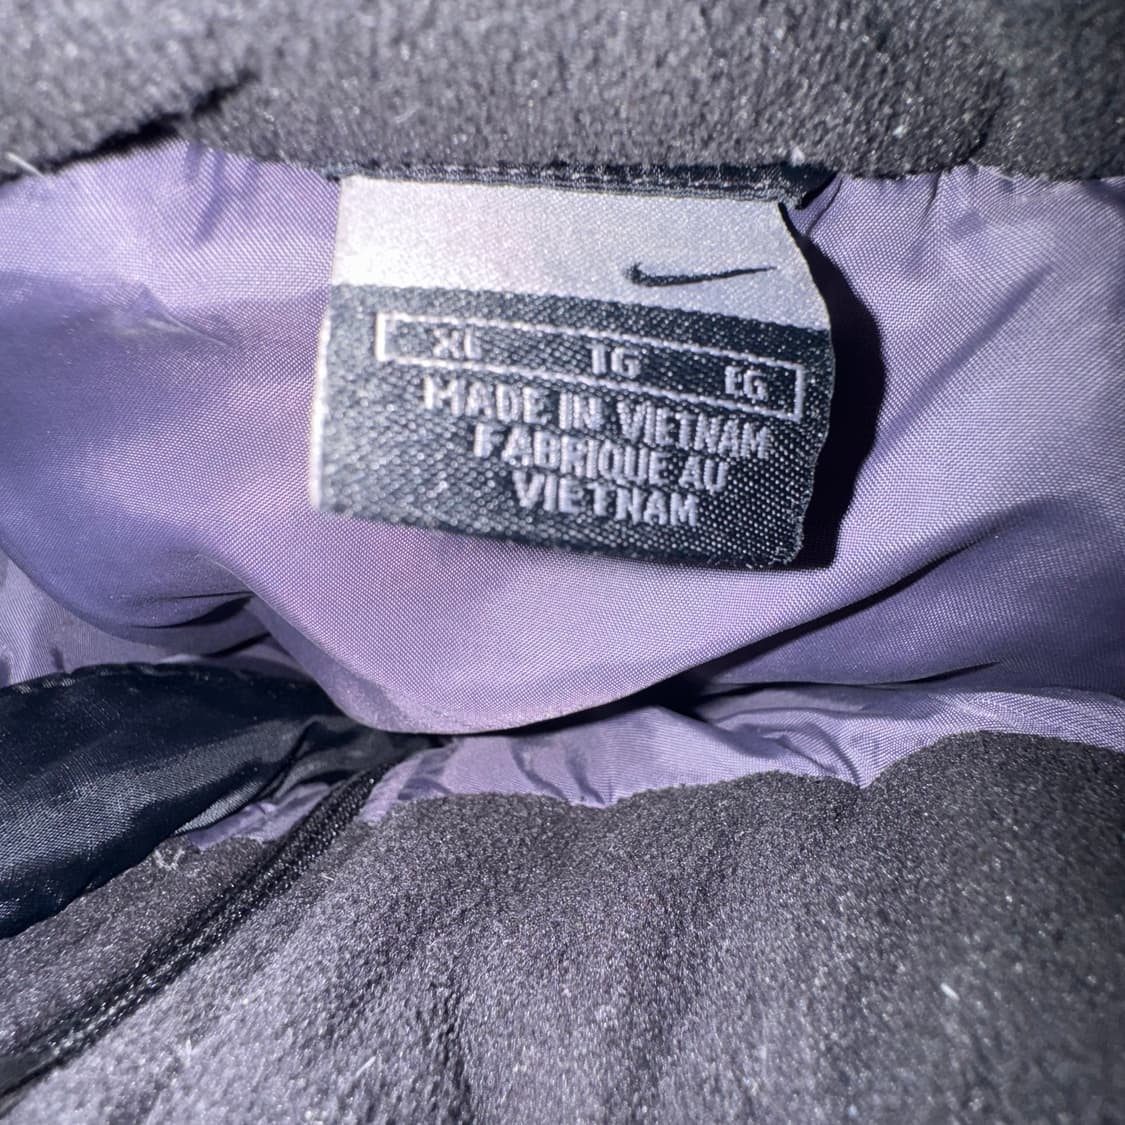 XL TG EG
MADE IN VIETNAM
FABRIQUE AU
VIETNAM